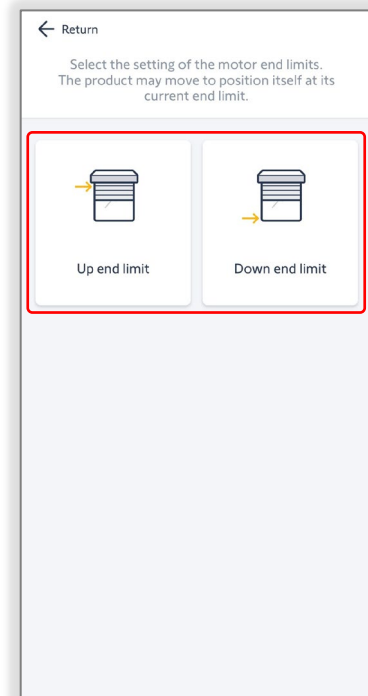 Return
Select the setting of the motor end limits.
The product may move to position itself at its
current end limit.
Up end limit
Down end limit